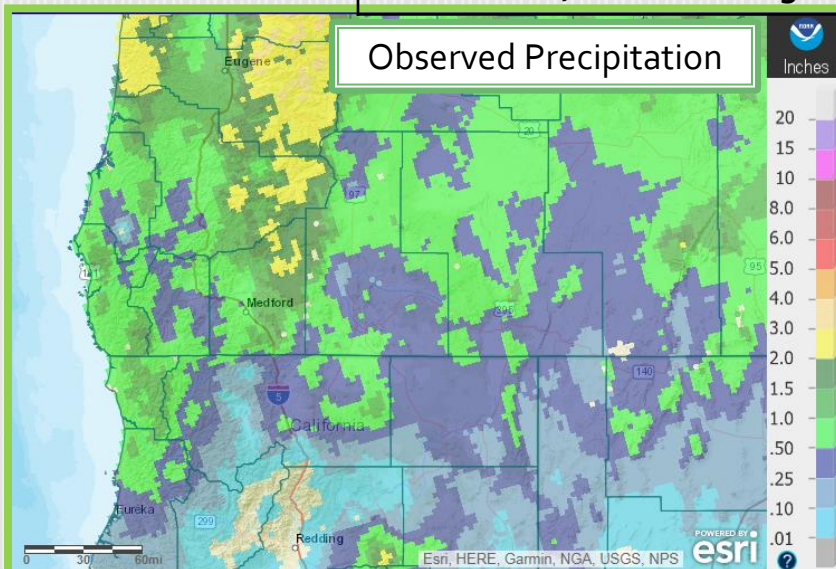 Observed Precipitation
NOAA
Inches
20
15
10
8.0
6.0
5.0
4.0
3.0
2.0
1.5
1.0
.50
.25
.10
.01
?
Eugene
20
97
101
95
Medford
395
140
5
California
Eureka
299
Redding
0 30 60mi
Esri, HERE, Garmin, NGA, USGS, NPS
POWERED BY
esri